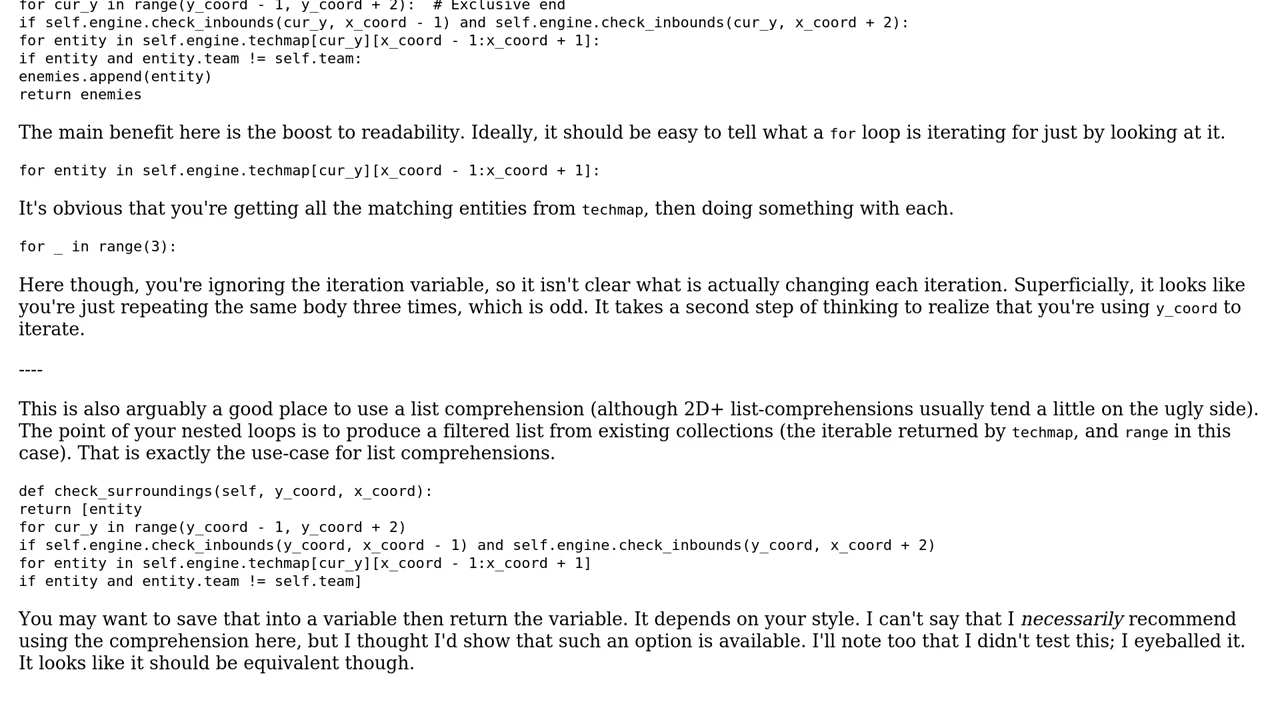 for cur_y in range(y_coord - 1, y_coord + 2):  # Exclusive end
if self.engine.check_inbounds(cur_y, x_coord - 1) and self.engine.check_inbounds(cur_y, x_coord + 2):
for entity in self.engine.techmap[cur_y][x_coord - 1:x_coord + 1]:
if entity and entity.team != self.team:
enemies.append(entity)
return enemies
The main benefit here is the boost to readability. Ideally, it should be easy to tell what a for loop is iterating for just by looking at it.
for entity in self.engine.techmap[cur_y][x_coord - 1:x_coord + 1]:
It's obvious that you're getting all the matching entities from techmap, then doing something with each.
for _ in range(3):
Here though, you're ignoring the iteration variable, so it isn't clear what is actually changing each iteration. Superficially, it looks like
you're just repeating the same body three times, which is odd. It takes a second step of thinking to realize that you're using y_coord to
iterate.
----
This is also arguably a good place to use a list comprehension (although 2D+ list-comprehensions usually tend a little on the ugly side).
The point of your nested loops is to produce a filtered list from existing collections (the iterable returned by techmap, and range in this
case). That is exactly the use-case for list comprehensions.
def check_surroundings(self, y_coord, x_coord):
return [entity
for cur_y in range(y_coord - 1, y_coord + 2)
if self.engine.check_inbounds(y_coord, x_coord - 1) and self.engine.check_inbounds(y_coord, x_coord + 2)
for entity in self.engine.techmap[cur_y][x_coord - 1:x_coord + 1]
if entity and entity.team != self.team]
You may want to save that into a variable then return the variable. It depends on your style. I can't say that I necessarily recommend
using the comprehension here, but I thought I'd show that such an option is available. I'll note too that I didn't test this; I eyeballed it.
It looks like it should be equivalent though.